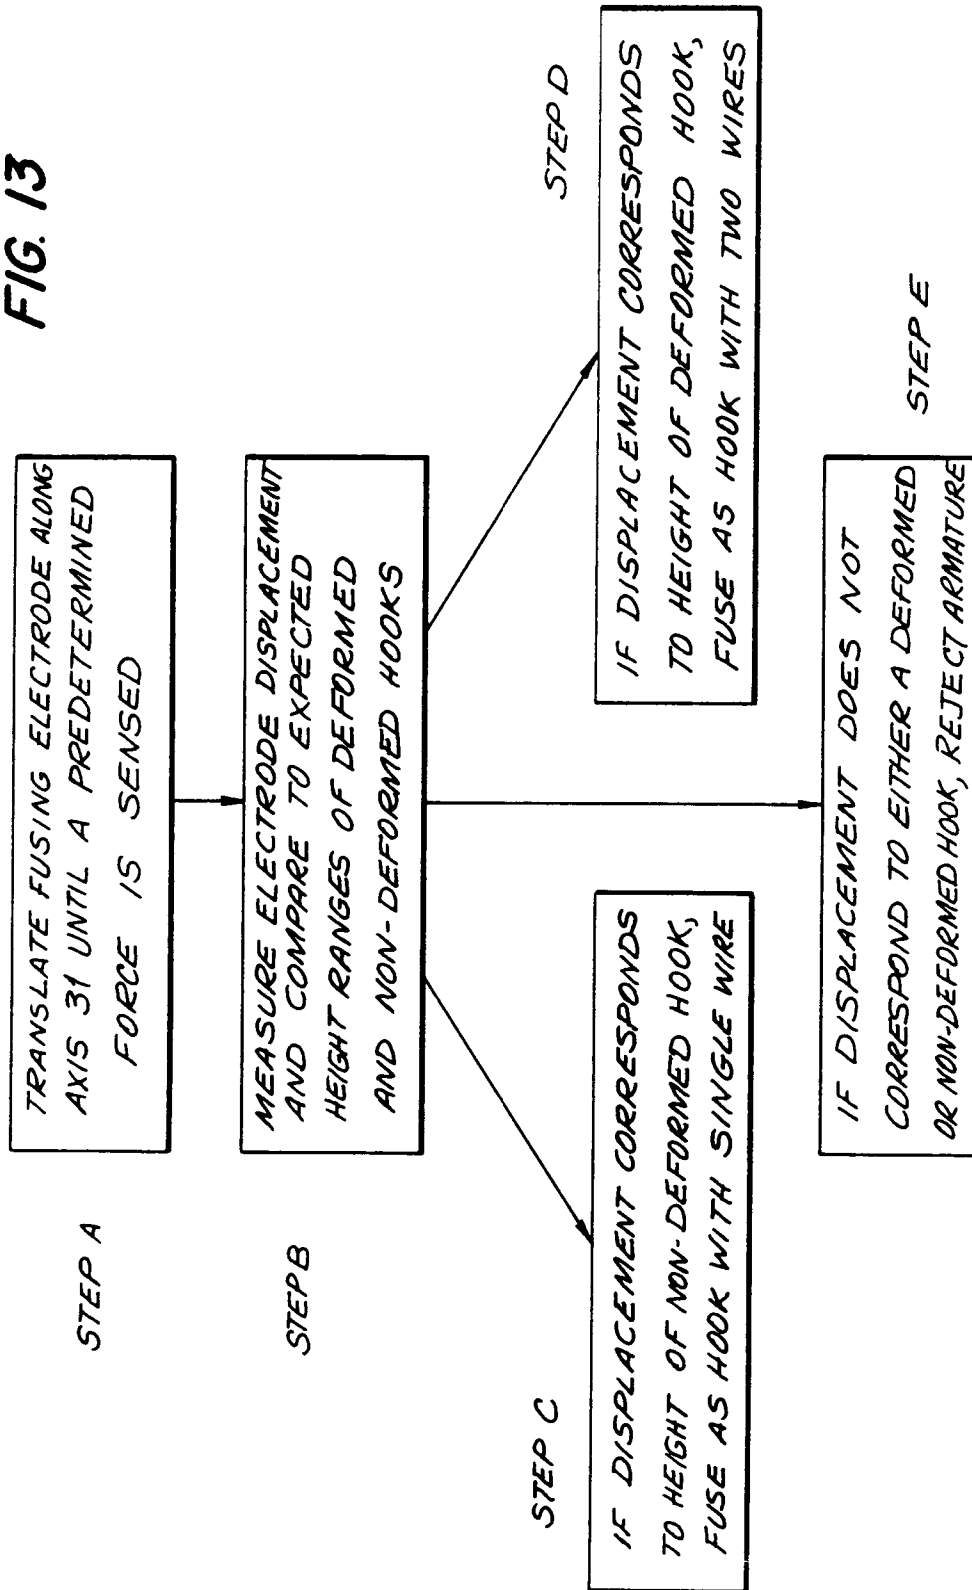 FIG. 13
STEP A
TRANSLATE FUSING ELECTRODE ALONG
AXIS 31 UNTIL A PREDETERMINED
FORCE IS SENSED
STEP B
MEASURE ELECTRODE DISPLACEMENT
AND COMPARE TO EXPECTED
HEIGHT RANGES OF DEFORMED
AND NON-DEFORMED HOOKS
STEP C
IF DISPLACEMENT CORRESPONDS
TO HEIGHT OF NON-DEFORMED HOOK,
FUSE AS HOOK WITH SINGLE WIRE
STEP D
IF DISPLACEMENT CORRESPONDS
TO HEIGHT OF DEFORMED HOOK,
FUSE AS HOOK WITH TWO WIRES
STEP E
IF DISPLACEMENT DOES NOT
CORRESPOND TO EITHER A DEFORMED
OR NON-DEFORMED HOOK, REJECT ARMATURE